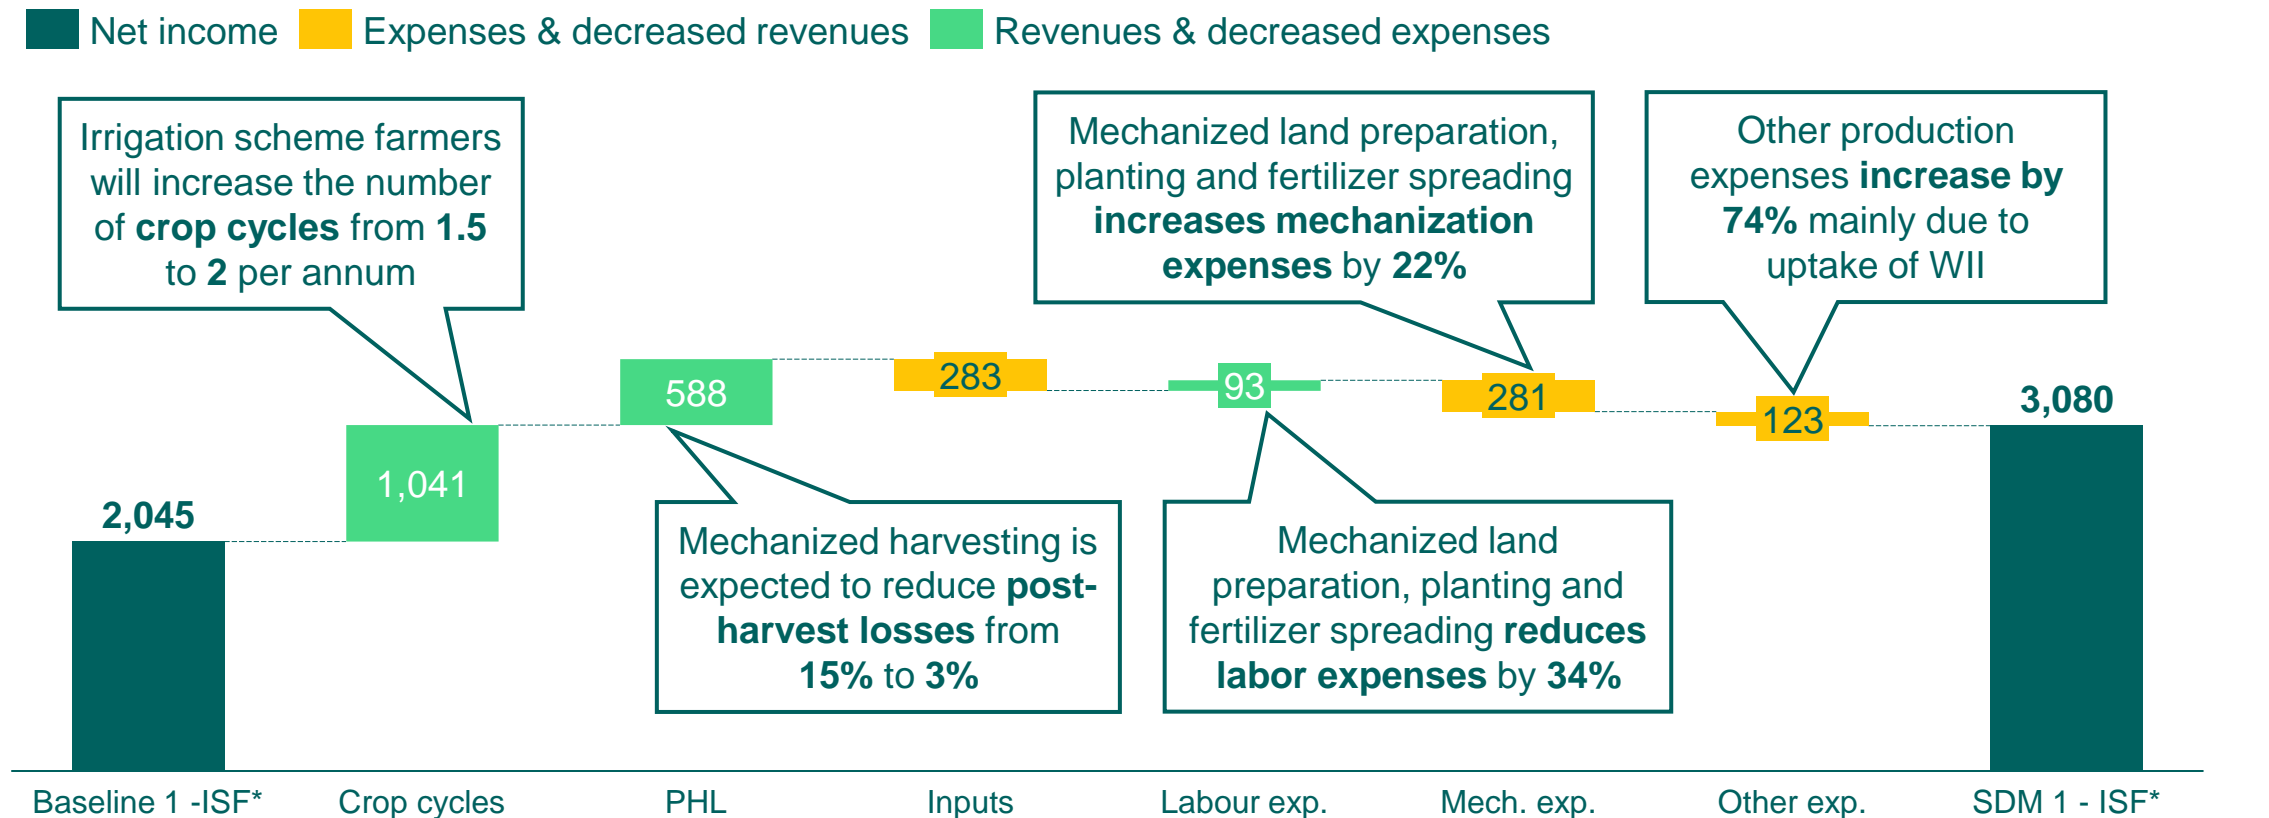 Net income Expenses & decreased revenues Revenues & decreased expenses
Irrigation scheme farmers
will increase the number
of crop cycles from 1.5
to 2 per annum
Mechanized land preparation,
planting and fertilizer spreading
increases mechanization
expenses by 22%
Other production
expenses increase by
74% mainly due to
uptake of WII
2,045
1,041
588
283
93
281
123
3,080
Mechanized harvesting is
expected to reduce post-
harvest losses from
15% to 3%
Mechanized land
preparation, planting and
fertilizer spreading reduces
labor expenses by 34%
Baseline 1 -ISF* Crop cycles PHL Inputs Labour exp. Mech. exp. Other exp. SDM 1 - ISF*